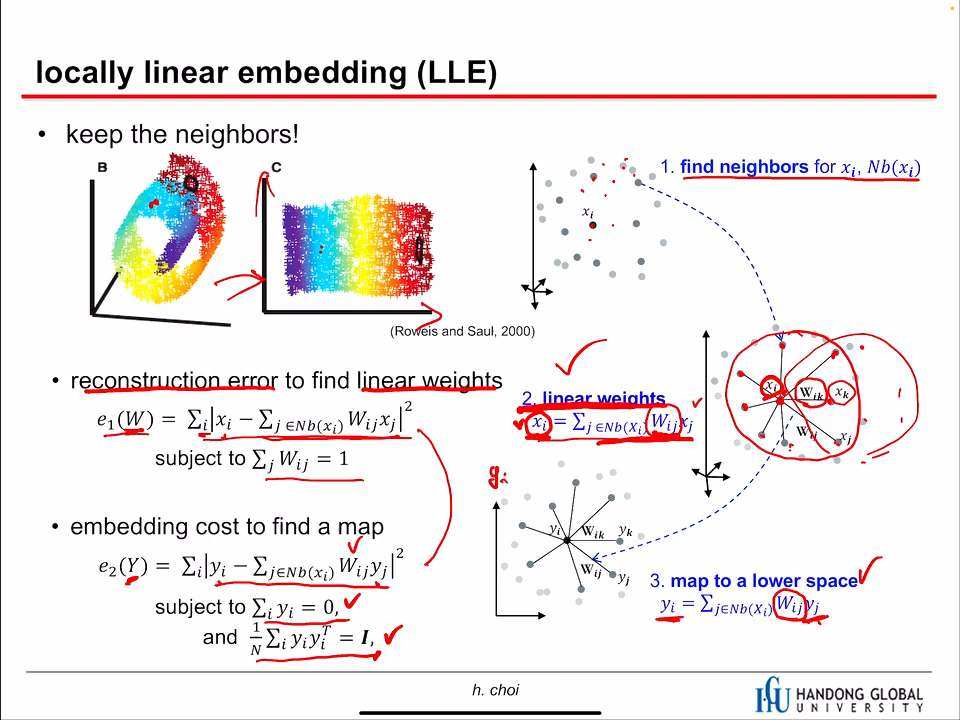 locally linear embedding (LLE)
• keep the neighbors!
B
C
(Roweis and Saul, 2000)
1. find neighbors for xᵢ, Nb(xᵢ)
xᵢ
• reconstruction error to find linear weights
e₁(W) = ∑ᵢ|xᵢ − ∑ⱼ ∈Nb(xᵢ) Wᵢⱼxⱼ|²
subject to ∑ⱼ Wᵢⱼ = 1
2. linear weights
xᵢ = ∑ⱼ ∈Nb(Xᵢ) Wᵢⱼxⱼ
xᵢ
Wᵢₖ
xₖ
Wᵢⱼ
xⱼ
• embedding cost to find a map
e₂(Y) = ∑ᵢ|yᵢ − ∑ⱼ∈Nb(xᵢ) Wᵢⱼyⱼ|²
subject to ∑ᵢ yᵢ = 0,
and 1/N ∑ᵢ yᵢyᵢᵀ = I,
yᵢ
Wᵢₖ
yₖ
Wᵢⱼ
yⱼ
3. map to a lower space
yᵢ = ∑ⱼ∈Nb(Xᵢ) Wᵢⱼyⱼ
h. choi
HANDONG GLOBAL
UNIVERSITY